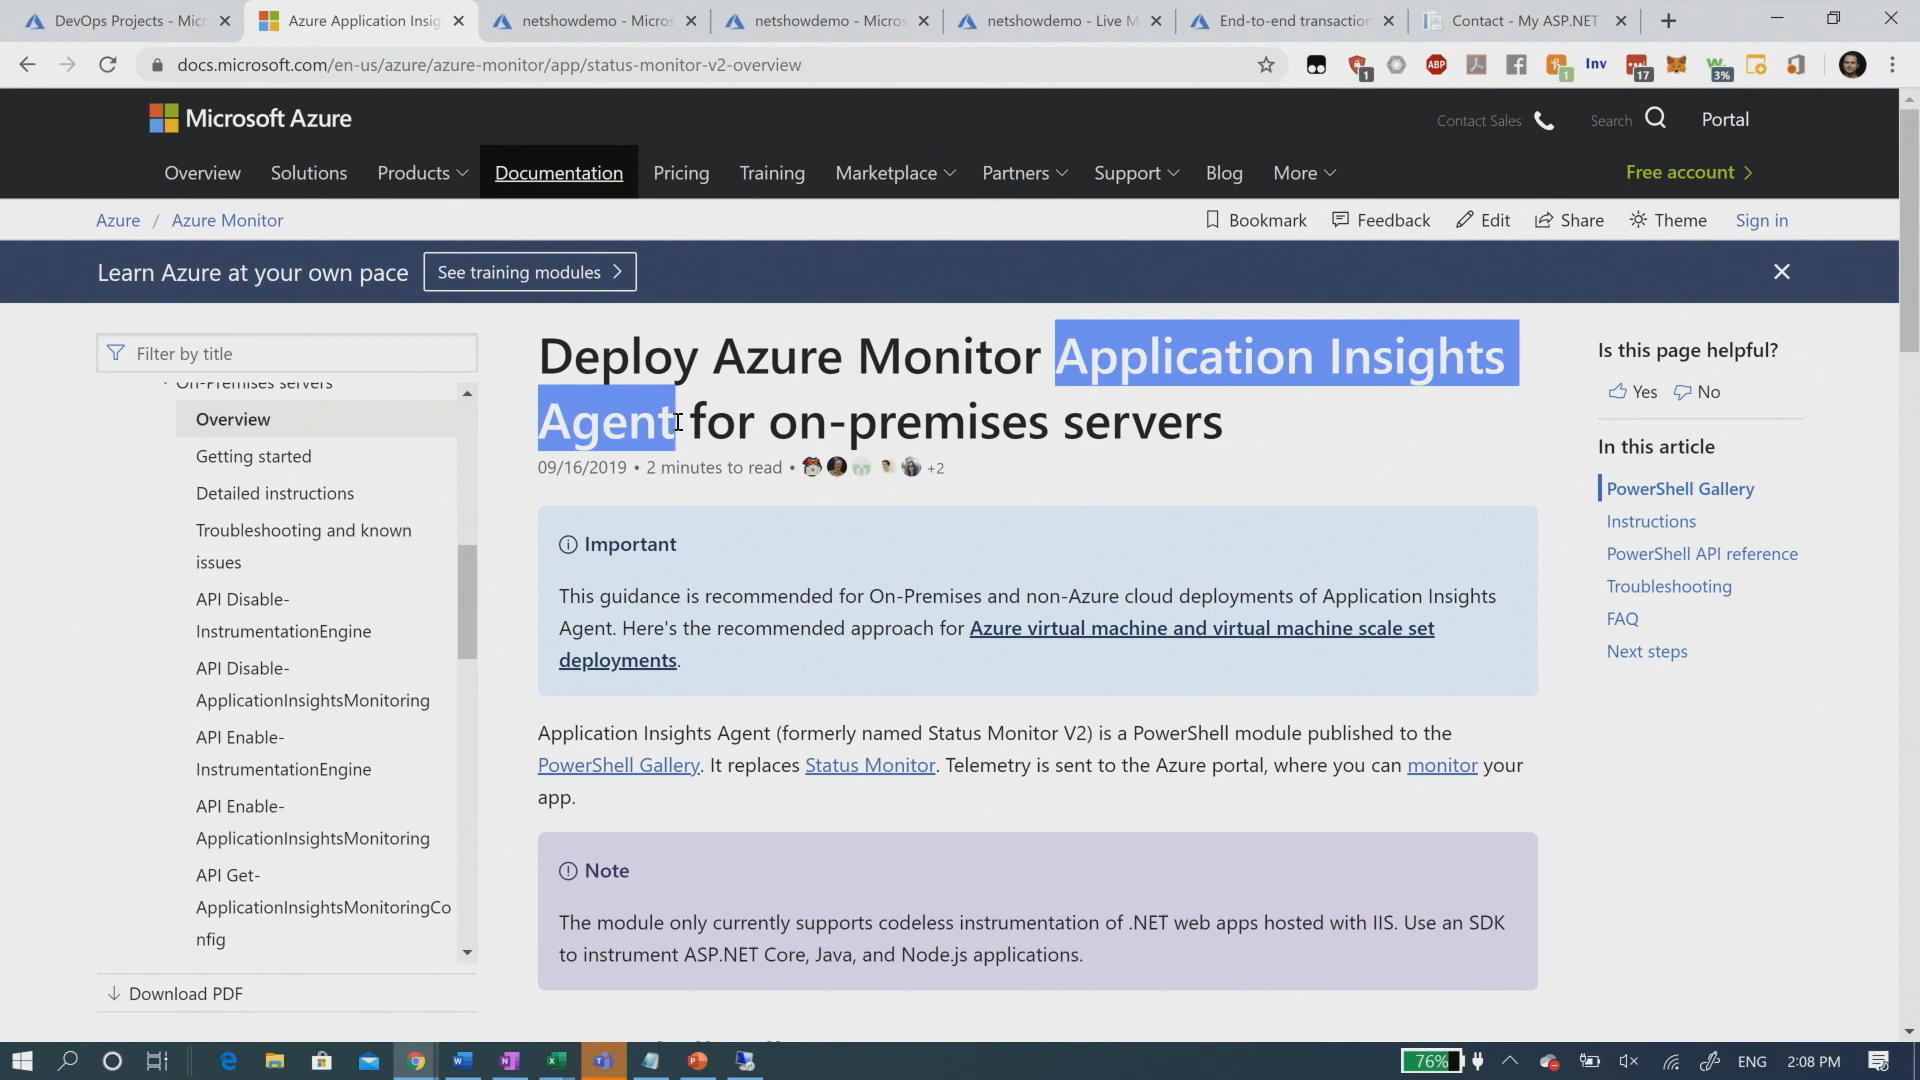 DevOps Projects - Micr
Azure Application Insig
netshowdemo - Micros
netshowdemo - Micros
netshowdemo - Live M
End-to-end transaction
Contact - My ASP.NET
docs.microsoft.com/en-us/azure/azure-monitor/app/status-monitor-v2-overview
1
ABP
1
Inv
17
3%
Microsoft Azure
Contact Sales
Search
Portal
Overview
Solutions
Products
Documentation
Pricing
Training
Marketplace
Partners
Support
Blog
More
Free account
Azure / Azure Monitor
Bookmark
Feedback
Edit
Share
Theme
Sign in
Learn Azure at your own pace
See training modules
Filter by title
On-Premises servers
Overview
Getting started
Detailed instructions
Troubleshooting and known
issues
API Disable-
InstrumentationEngine
API Disable-
ApplicationInsightsMonitoring
API Enable-
InstrumentationEngine
API Enable-
ApplicationInsightsMonitoring
API Get-
ApplicationInsightsMonitoringCo
nfig
Download PDF
Deploy Azure Monitor Application Insights
Agent for on-premises servers
09/16/2019 • 2 minutes to read • +2
Important
This guidance is recommended for On-Premises and non-Azure cloud deployments of Application Insights
Agent. Here's the recommended approach for Azure virtual machine and virtual machine scale set
deployments.
Application Insights Agent (formerly named Status Monitor V2) is a PowerShell module published to the
PowerShell Gallery. It replaces Status Monitor. Telemetry is sent to the Azure portal, where you can monitor your
app.
Note
The module only currently supports codeless instrumentation of .NET web apps hosted with IIS. Use an SDK
to instrument ASP.NET Core, Java, and Node.js applications.
Is this page helpful?
Yes
No
In this article
PowerShell Gallery
Instructions
PowerShell API reference
Troubleshooting
FAQ
Next steps
76%
ENG
2:08 PM